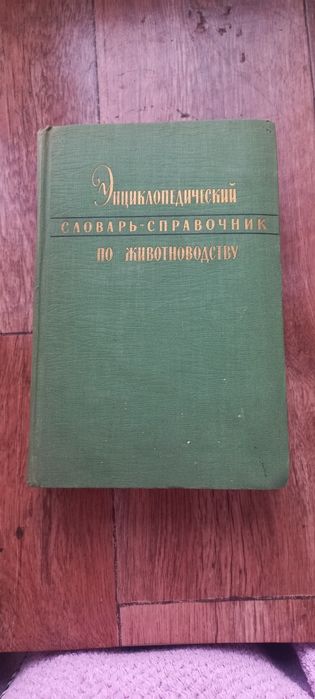 Энциклопедический
СЛОВАРЬ-СПРАВОЧНИК
ПО ЖИВОТНОВОДСТВУ